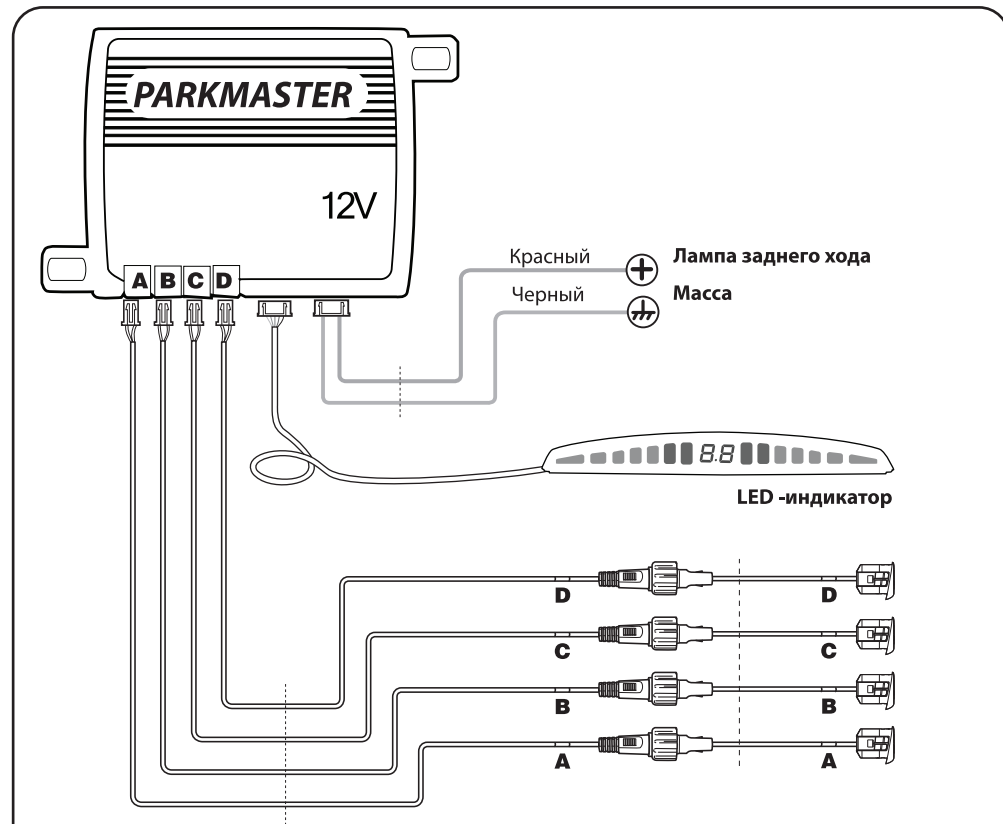 PARKMASTER
12V
A B C D
Красный
Лампа заднего хода
Черный
Масса
8.8
LED -индикатор
D D
C C
B B
A A